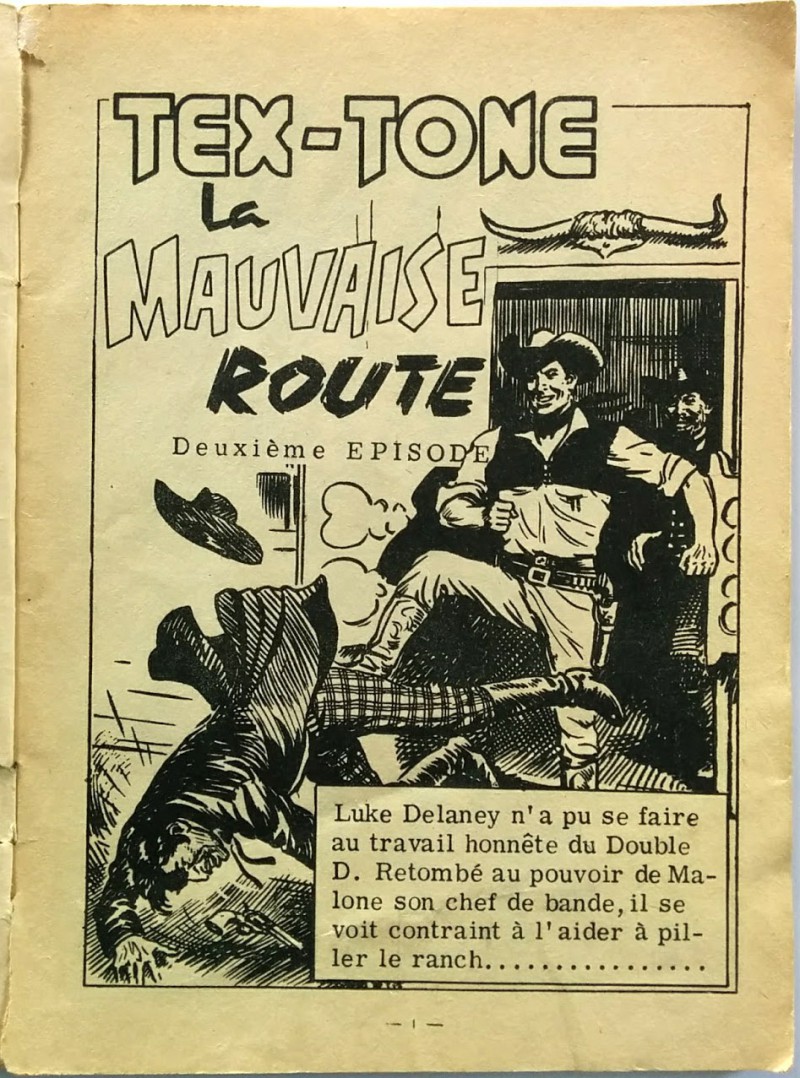 TEX-TONE
La
MAUVAISE
ROUTE
Deuxième EPISODE
Luke Delaney n'a pu se faire
au travail honnête du Double
D. Retombé au pouvoir de Ma-
lone son chef de bande, il se
voit contraint à l'aider à pil-
ler le ranch................
— 1 —